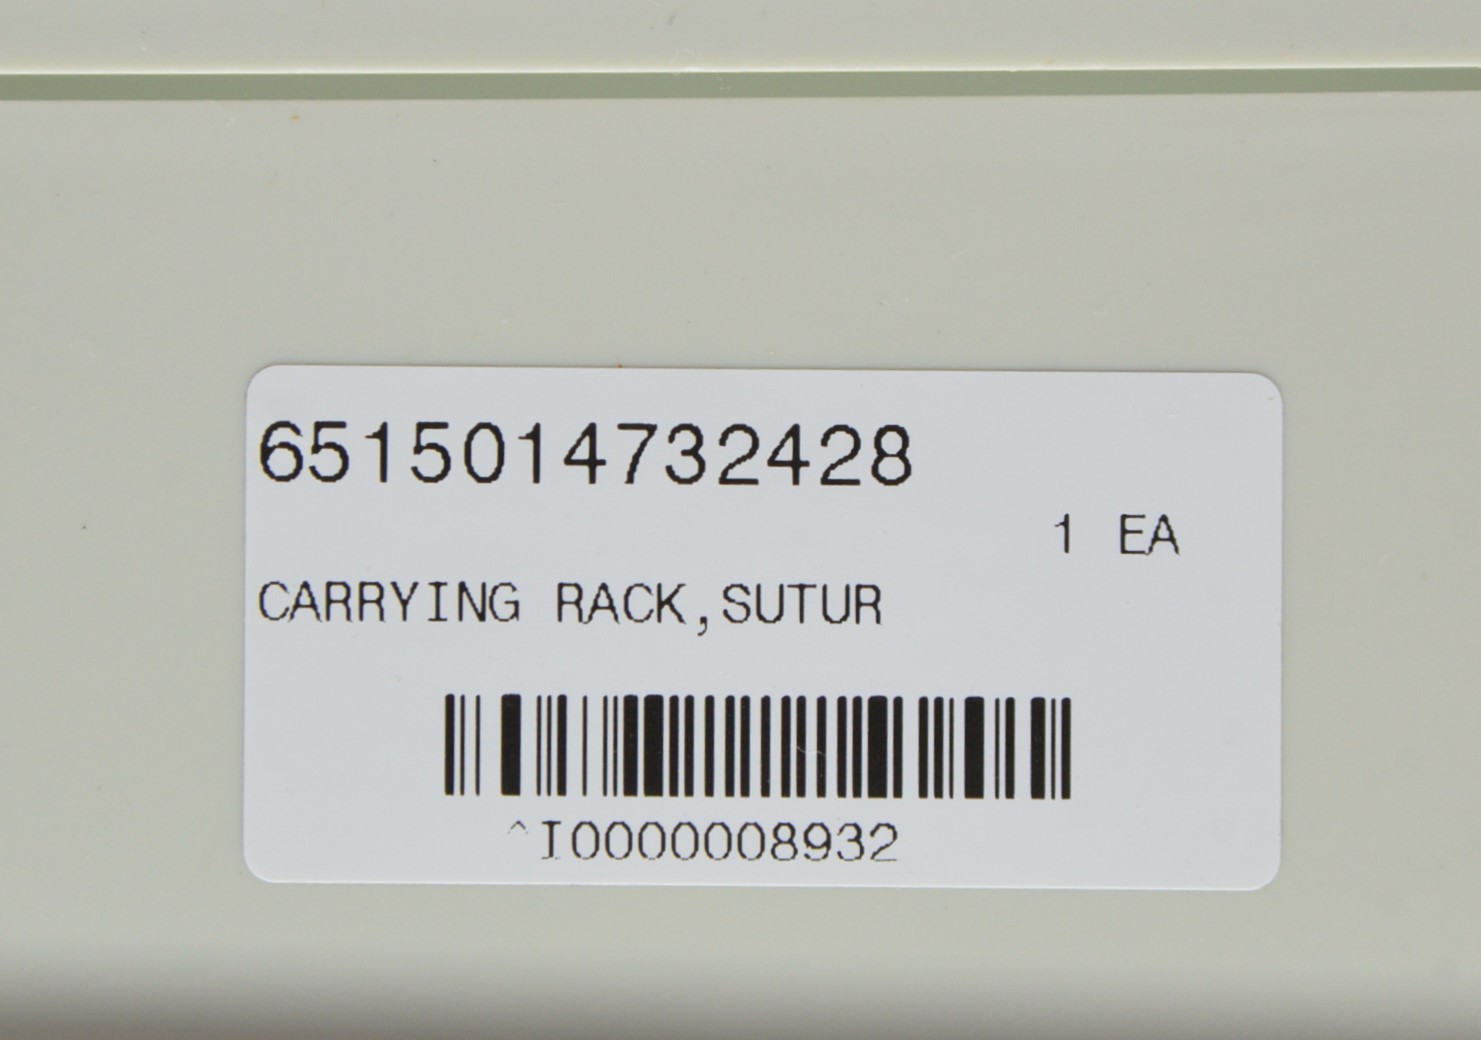 6515014732428
1 EA
CARRYING RACK,SUTUR
^I0000008932